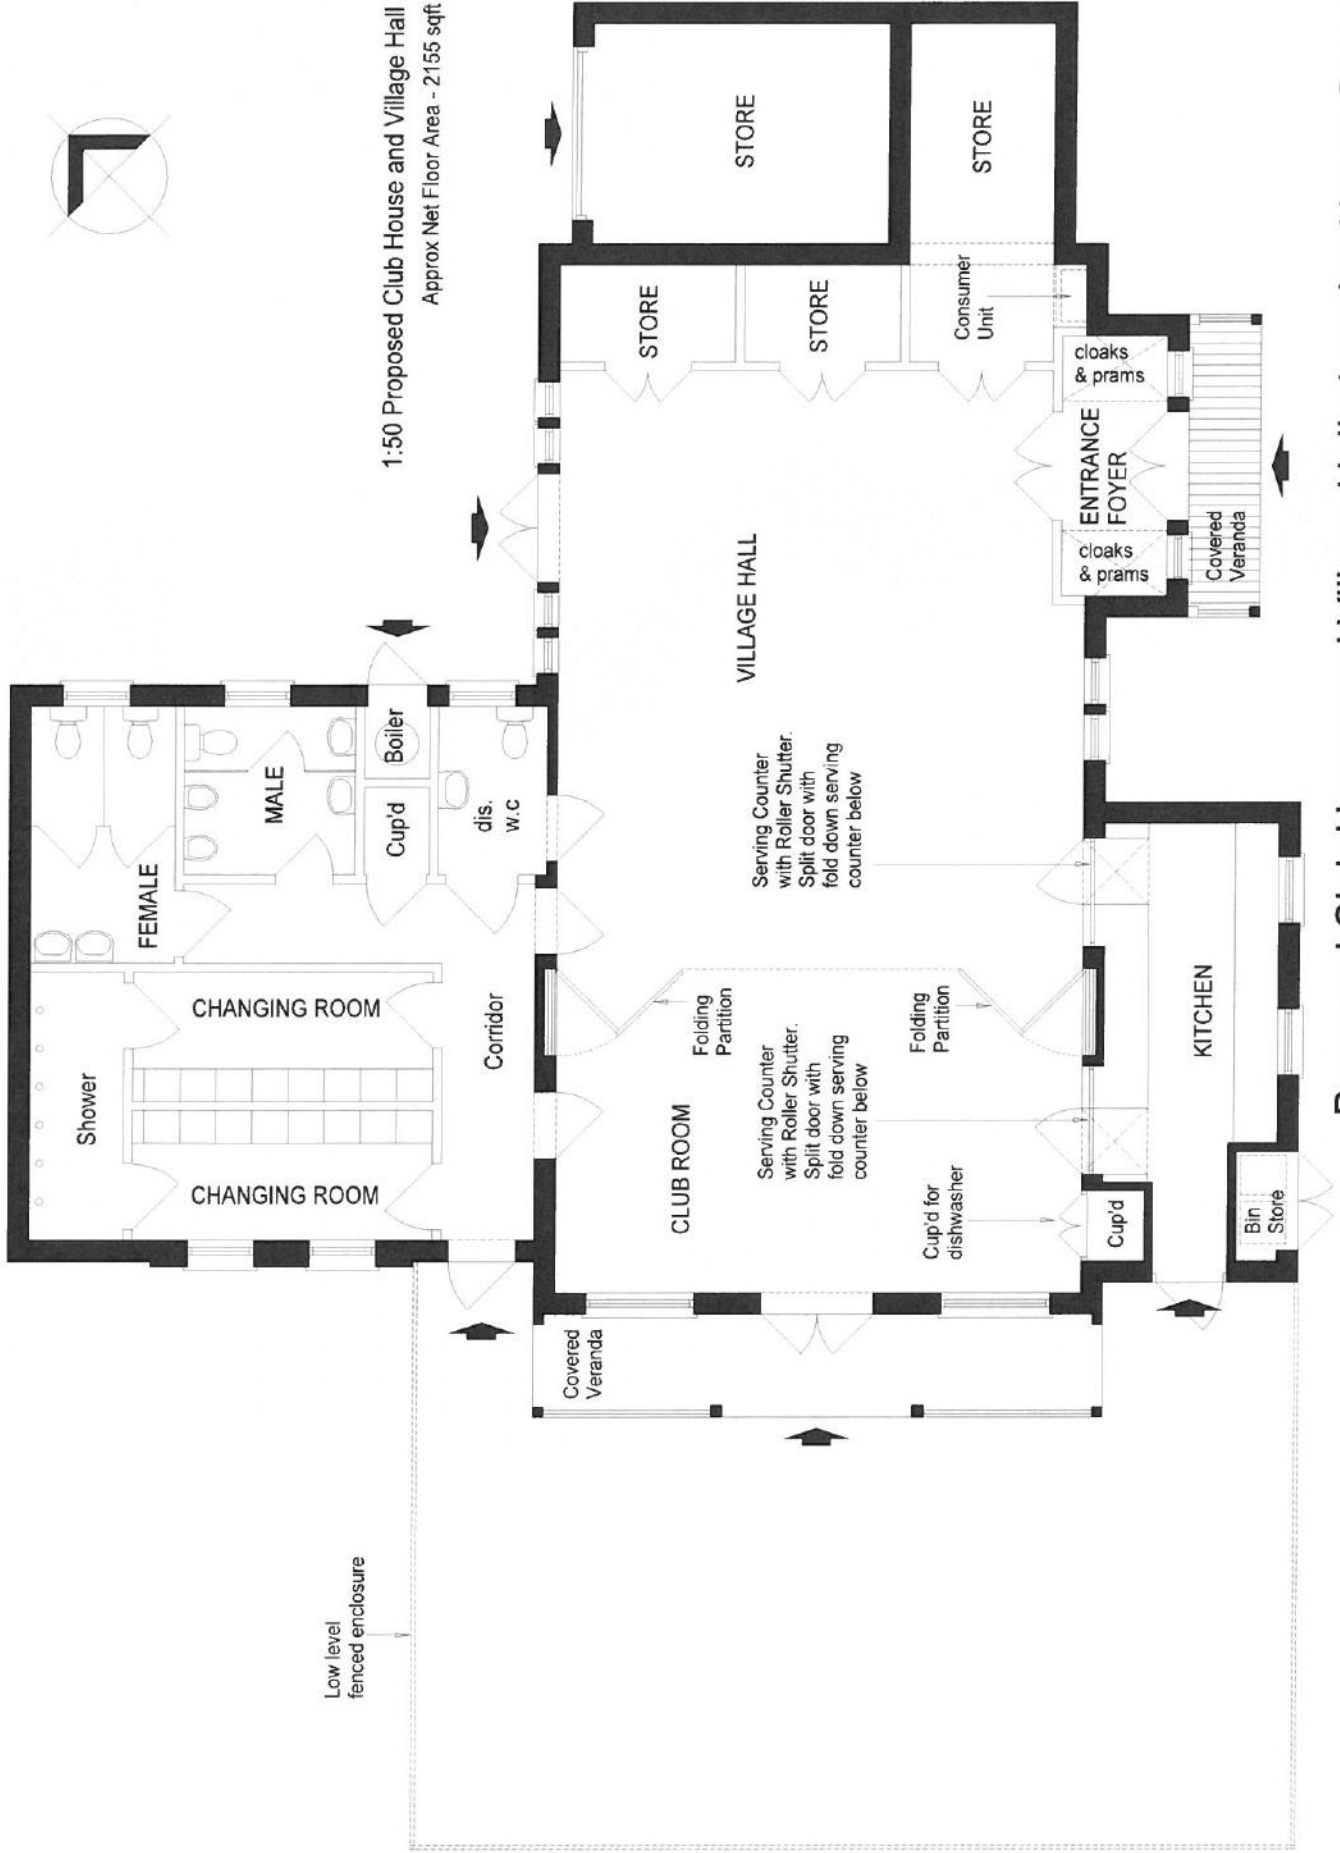 1:50 Proposed Club House and Village Hall
Approx Net Floor Area - 2155 sqft
STORE
STORE
STORE
STORE
Consumer
Unit
cloaks
& prams
ENTRANCE
FOYER
cloaks
& prams
Covered
Veranda
VILLAGE HALL
FEMALE
MALE
Boiler
Cup'd
dis.
w.c
Serving Counter
with Roller Shutter.
Split door with
fold down serving
counter below
Shower
CHANGING ROOM
CHANGING ROOM
Corridor
Folding
Partition
Folding
Partition
CLUB ROOM
Serving Counter
with Roller Shutter.
Split door with
fold down serving
counter below
KITCHEN
Cup'd for
dishwasher
Cup'd
Bin
Store
Covered
Veranda
Low level
fenced enclosure